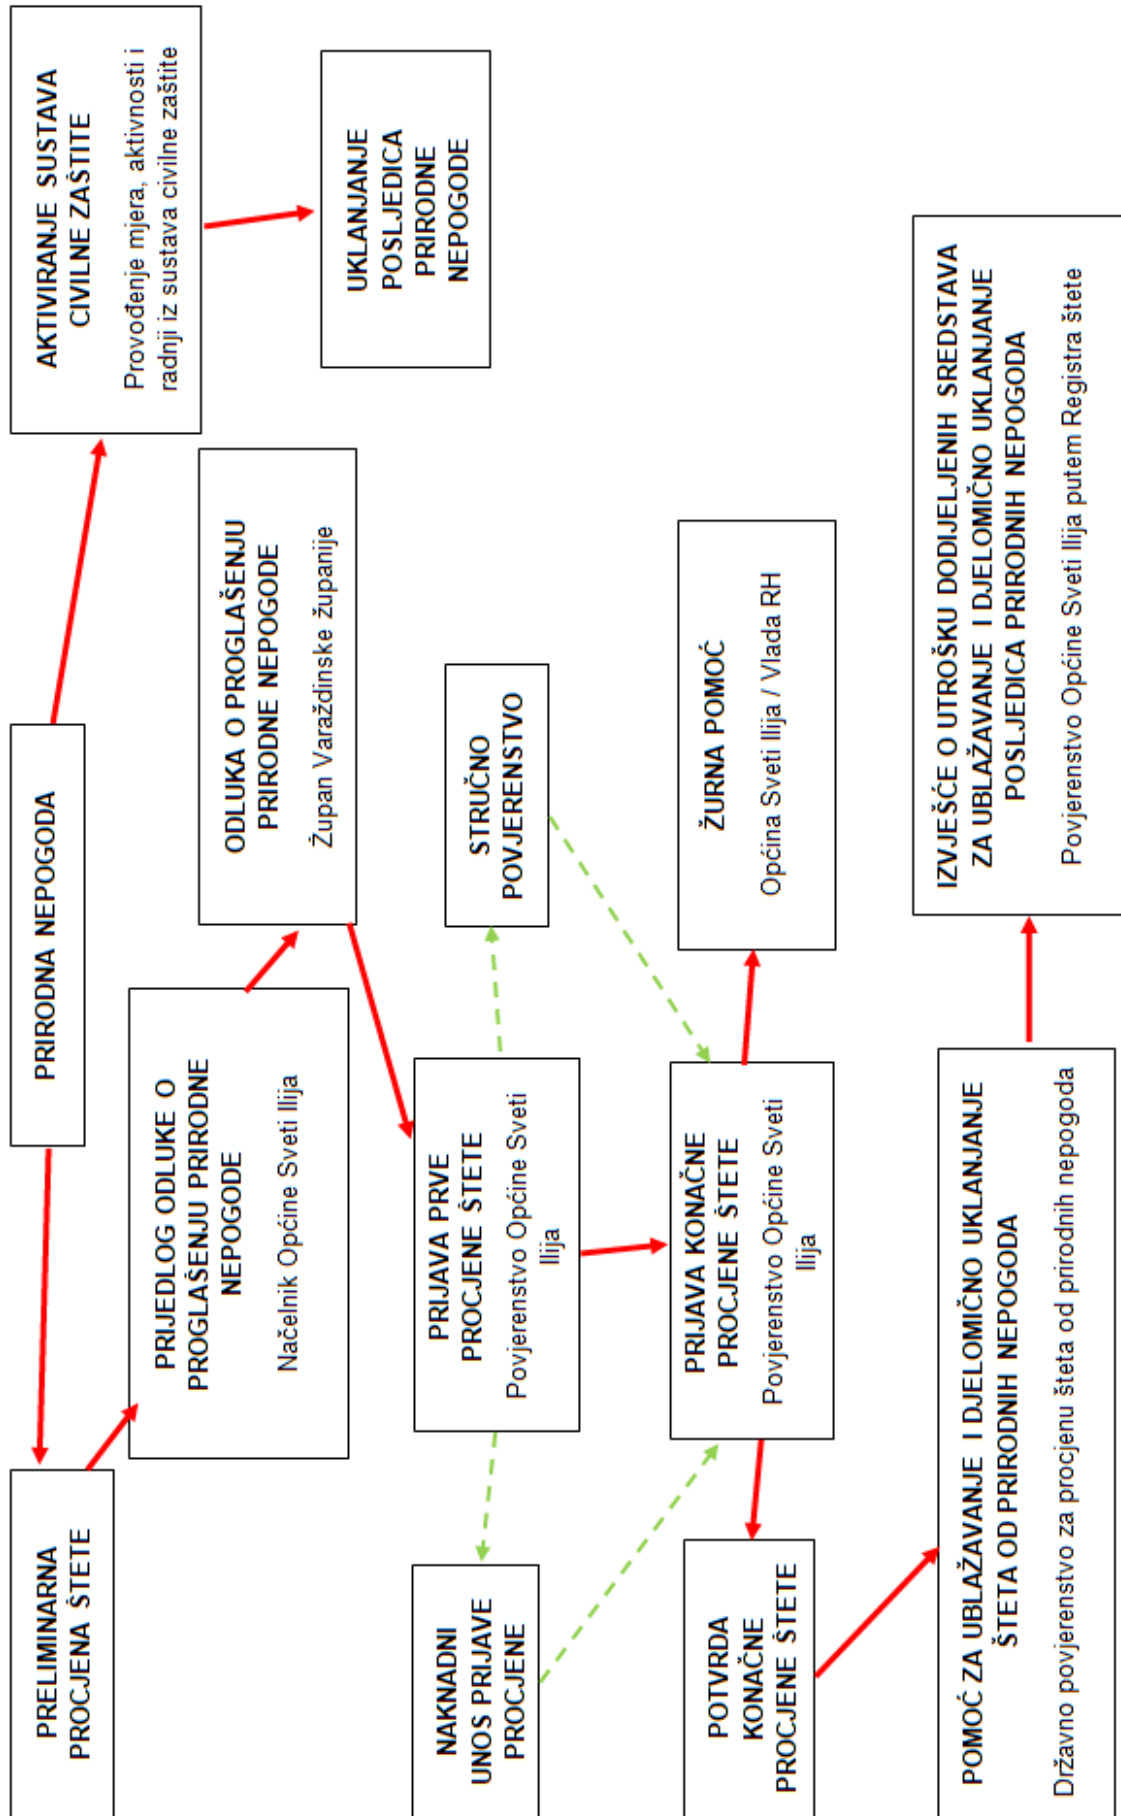 PRIRODNA NEPOGODA
PRELIMINARNA
PROCJENA ŠTETE
AKTIVIRANJE SUSTAVA
CIVILNE ZAŠTITE
Provođenje mjera, aktivnosti i
radnji iz sustava civilne zaštite
PRIJEDLOG ODLUKE O
PROGLAŠENJU PRIRODNE
NEPOGODE
Načelnik Općine Sveti Ilija
ODLUKA O PROGLAŠENJU
PRIRODNE NEPOGODE
Župan Varaždinske županije
UKLANJANJE
POSLJEDICA
PRIRODNE
NEPOGODE
NAKNADNI
UNOS PRIJAVE
PROCJENE
PRIJAVA PRVE
PROCJENE ŠTETE
Povjerenstvo Općine Sveti
Ilija
STRUČNO
POVJERENSTVO
POTVRDA
KONAČNE
PROCJENE ŠTETE
PRIJAVA KONAČNE
PROCJENE ŠTETE
Povjerenstvo Općine Sveti
Ilija
ŽURNA POMOĆ
Općina Sveti Ilija / Vlada RH
POMOĆ ZA UBLAŽAVANJE I DJELOMIČNO UKLANJANJE
ŠTETA OD PRIRODNIH NEPOGODA
Državno povjerenstvo za procjenu šteta od prirodnih nepogoda
IZVJEŠĆE O UTROŠKU DODIJELJENIH SREDSTAVA
ZA UBLAŽAVANJE I DJELOMIČNO UKLANJANJE
POSLJEDICA PRIRODNIH NEPOGODA
Povjerenstvo Općine Sveti Ilija putem Registra štete